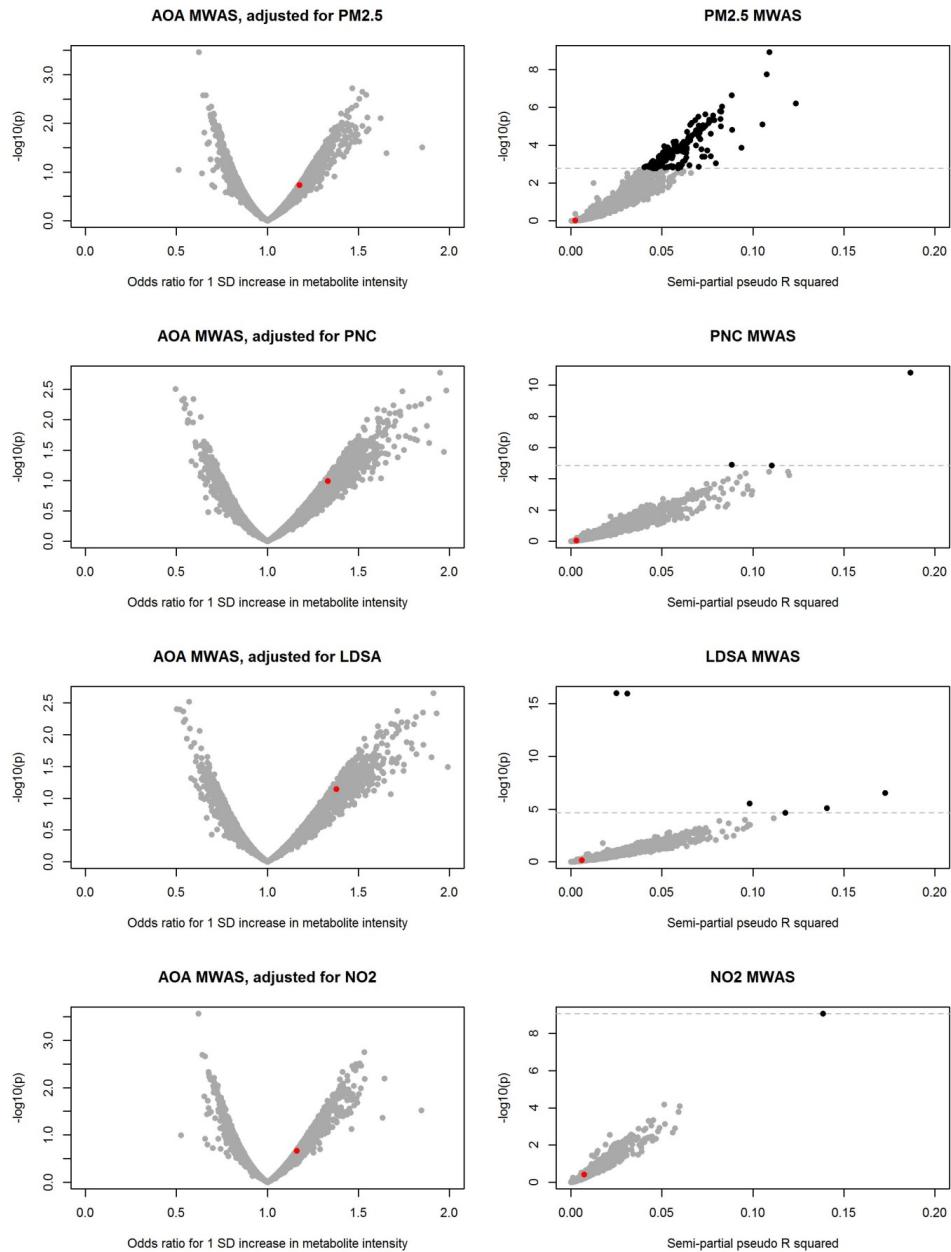 AOA MWAS, adjusted for PM2.5
-log10(p)
0.0 1.0 2.0 3.0
0.0 0.5 1.0 1.5 2.0
Odds ratio for 1 SD increase in metabolite intensity
PM2.5 MWAS
-log10(p)
0 2 4 6 8
0.00 0.05 0.10 0.15 0.20
Semi-partial pseudo R squared
AOA MWAS, adjusted for PNC
-log10(p)
0.0 0.5 1.0 1.5 2.0 2.5
0.0 0.5 1.0 1.5 2.0
Odds ratio for 1 SD increase in metabolite intensity
PNC MWAS
-log10(p)
0 2 4 6 8 10
0.00 0.05 0.10 0.15 0.20
Semi-partial pseudo R squared
AOA MWAS, adjusted for LDSA
-log10(p)
0.0 0.5 1.0 1.5 2.0 2.5
0.0 0.5 1.0 1.5 2.0
Odds ratio for 1 SD increase in metabolite intensity
LDSA MWAS
-log10(p)
0 5 10 15
0.00 0.05 0.10 0.15 0.20
Semi-partial pseudo R squared
AOA MWAS, adjusted for NO2
-log10(p)
0.0 1.0 2.0 3.0
0.0 0.5 1.0 1.5 2.0
Odds ratio for 1 SD increase in metabolite intensity
NO2 MWAS
-log10(p)
0 2 4 6 8
0.00 0.05 0.10 0.15 0.20
Semi-partial pseudo R squared